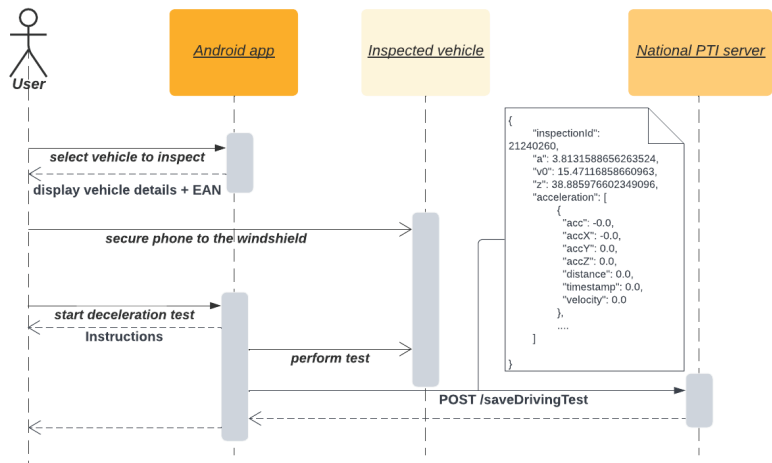 User
Android app
Inspected vehicle
National PTI server
select vehicle to inspect
display vehicle details + EAN
secure phone to the windshield
start deceleration test
Instructions
perform test
{
"inspectionId":
21240260,
"a": 3.8131588656263524,
"v0": 15.47116858660963,
"z": 38.885976602349096,
"acceleration": [
{
"acc": -0.0,
"accX": -0.0,
"accY": 0.0,
"accZ": 0.0,
"distance": 0.0,
"timestamp": 0.0,
"velocity": 0.0
},
....
]
}
POST /saveDrivingTest